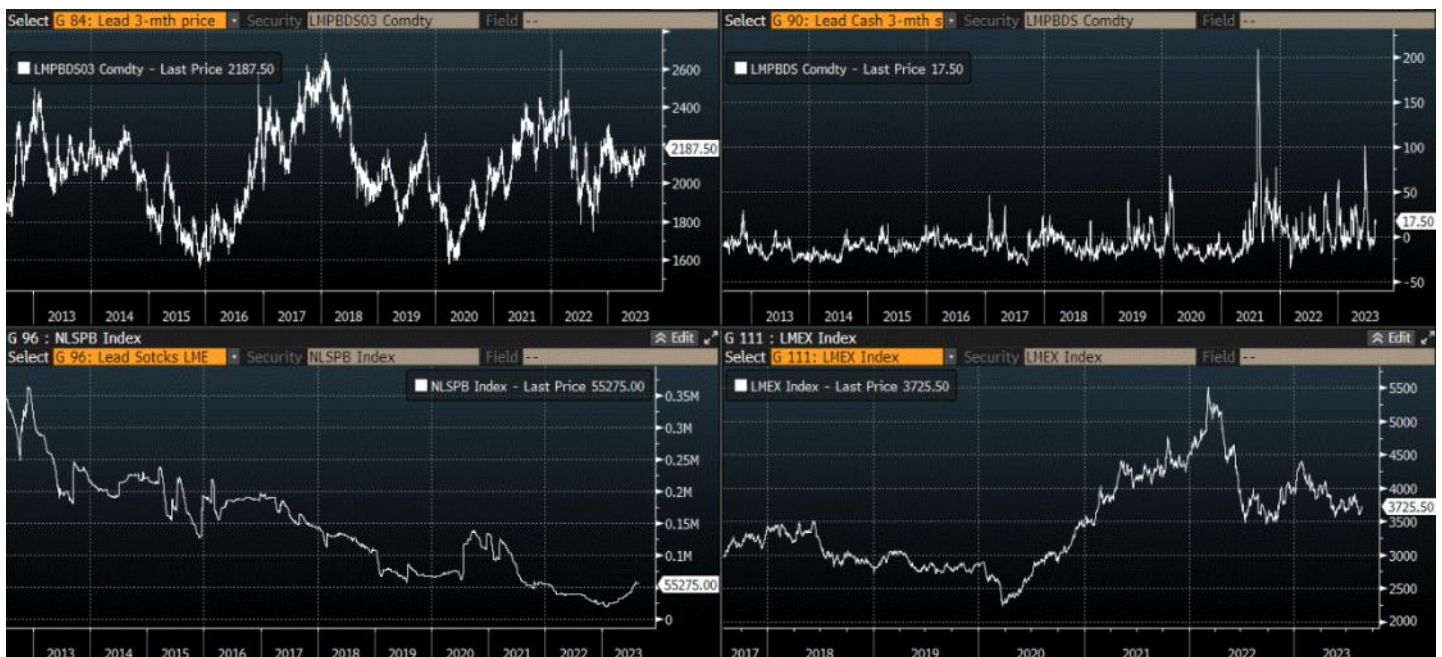 Select G 84: Lead 3-mth price Security LMPBDS03 Comdty Field --
LMPBDS03 Comdty - Last Price 2187.50
2600
2400
2187.50
2000
1800
1600
2013 2014 2015 2016 2017 2018 2019 2020 2021 2022 2023
Select G 90: Lead Cash 3-mth s Security LMPBDS Comdty Field --
LMPBDS Comdty - Last Price 17.50
200
150
100
50
17.50
0
-50
2013 2014 2015 2016 2017 2018 2019 2020 2021 2022 2023
G 96 : NLSPB Index Edit
Select G 96: Lead Sotcks LME Security NLSPB Index Field --
NLSPB Index - Last Price 55275.00
0.35M
0.3M
0.25M
0.2M
0.15M
0.1M
55275.00
0
2013 2014 2015 2016 2017 2018 2019 2020 2021 2022 2023
G 111 : LMEX Index Edit
Select G 111: LMEX Index Security LMEX Index Field --
LMEX Index - Last Price 3725.50
5500
5000
4500
4000
3725.50
3500
3000
2500
2000
2017 2018 2019 2020 2021 2022 2023